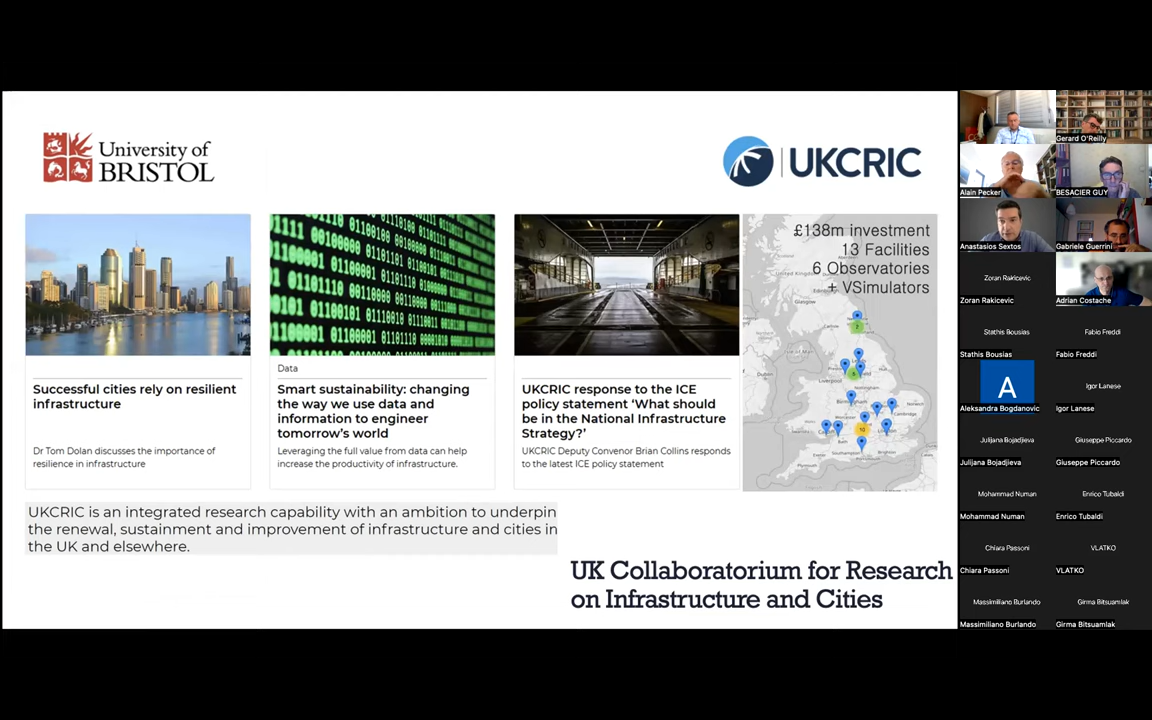 University of
BRISTOL
UKCRIC
£138m investment
13 Facilities
6 Observatories
+ VSimulators
Successful cities rely on resilient
infrastructure
Dr Tom Dolan discusses the importance of
resilience in infrastructure
Data
Smart sustainability: changing
the way we use data and
information to engineer
tomorrow's world
Leveraging the full value from data can help
increase the productivity of infrastructure.
UKCRIC response to the ICE
policy statement 'What should
be in the National Infrastructure
Strategy?'
UKCRIC Deputy Convenor Brian Collins responds
to the latest ICE policy statement
UKCRIC is an integrated research capability with an ambition to underpin
the renewal, sustainment and improvement of infrastructure and cities in
the UK and elsewhere.
UK Collaboratorium for Research
on Infrastructure and Cities
Gerard O'Reilly
Alain Pecker
BESACIER GUY
Anastasios Sextos
Gabriele Guerrini
Zoran Rakicevic
Zoran Rakicevic
Adrian Costache
Stathis Bousias
Fabio Freddi
Stathis Bousias
Fabio Freddi
A
Igor Lanese
Aleksandra Bogdanovic
Igor Lanese
Julijana Bojadjieva
Giuseppe Piccardo
Julijana Bojadjieva
Giuseppe Piccardo
Mohammad Numan
Enrico Tubaldi
Mohammad Numan
Enrico Tubaldi
Chiara Passoni
VLATKO
Chiara Passoni
VLATKO
Massimiliano Burlando
Girma Bitsuamlak
Massimiliano Burlando
Girma Bitsuamlak